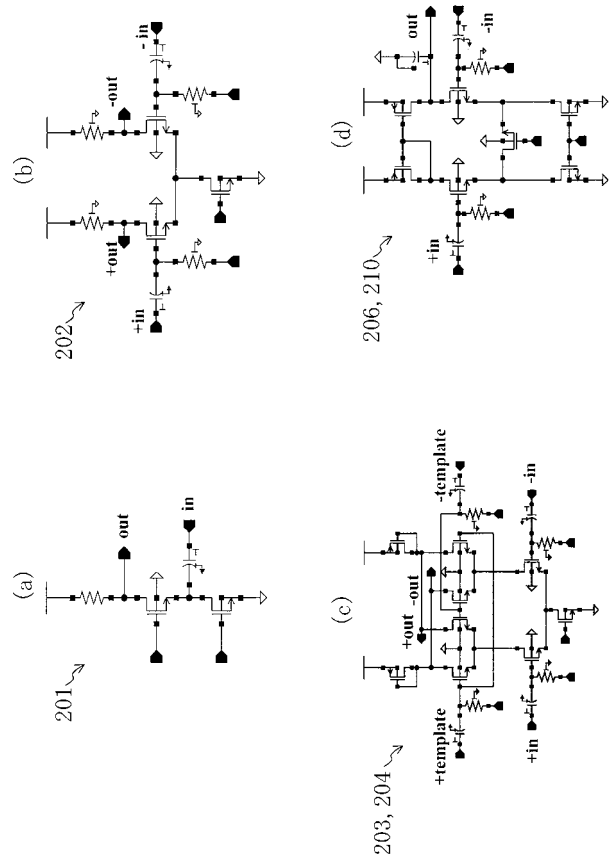 (a)
201
out
in
(b)
202
+out
-out
+in
-in
(c)
203, 204
+out
-out
+template
-template
+in
-in
(d)
206, 210
out
+in
-in